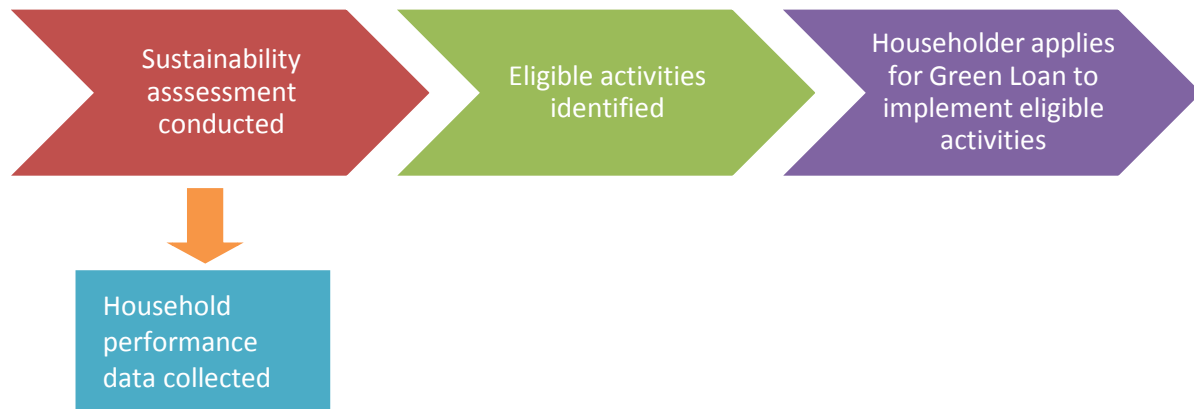 Sustainability
asssessment
conducted
Eligible activities
identified
Householder applies
for Green Loan to
implement eligible
activities
Household
performance
data collected